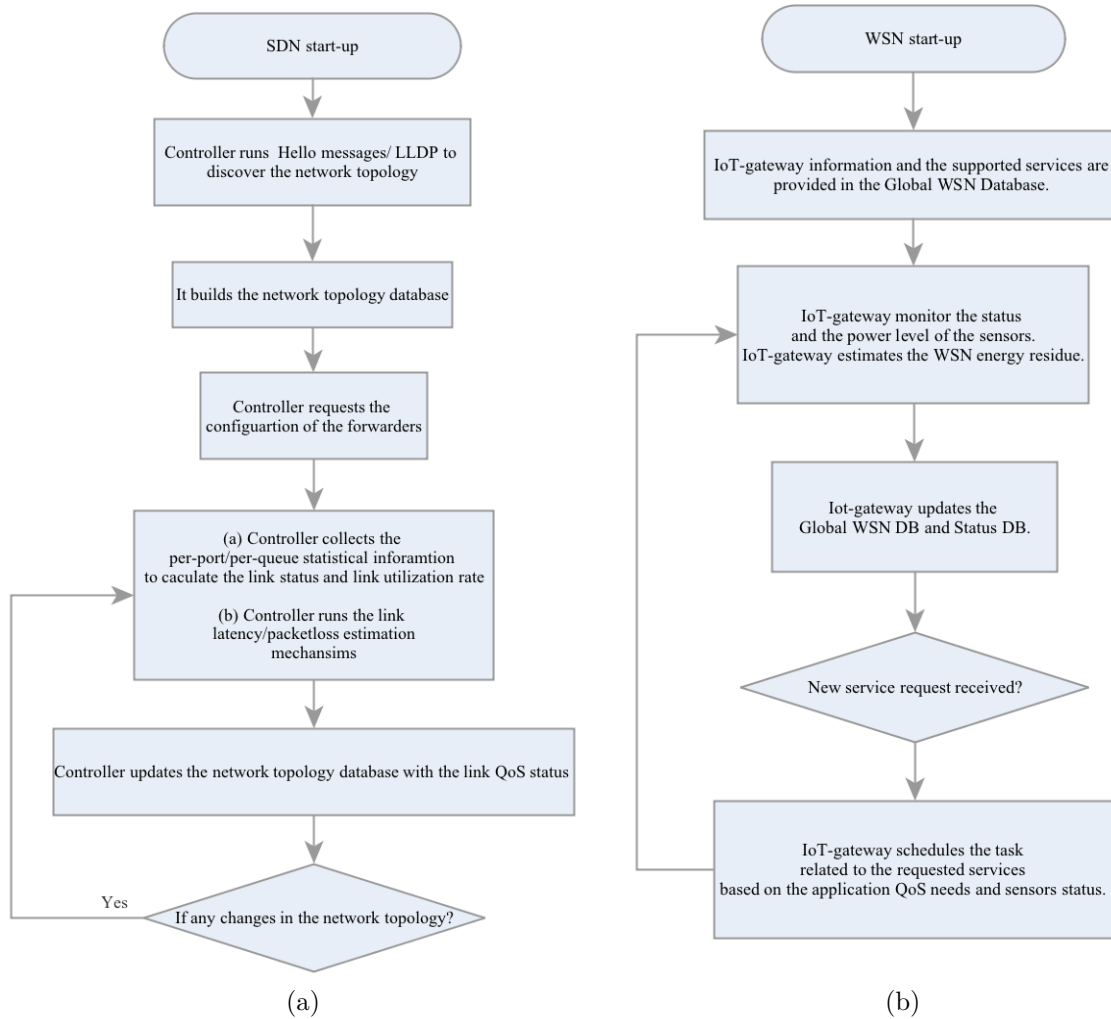 SDN start-up
Controller runs  Hello messages/ LLDP to
discover the network topology
It builds the network topology database
Controller requests the
configuartion of the forwarders
(a) Controller collects the
per-port/per-queue statistical inforamtion
to caculate the link status and link utilization rate
(b) Controller runs the link
latency/packetloss estimation
mechansims
Controller updates the network topology database with the link QoS status
If any changes in the network topology?
Yes
(a)
WSN start-up
IoT-gateway information and the supported services are
provided in the Global WSN Database.
IoT-gateway monitor the status
and the power level of the sensors.
IoT-gateway estimates the WSN energy residue.
Iot-gateway updates the
Global WSN DB and Status DB.
New service request received?
IoT-gateway schedules the task
related to the requested services
based on the application QoS needs and sensors status.
(b)